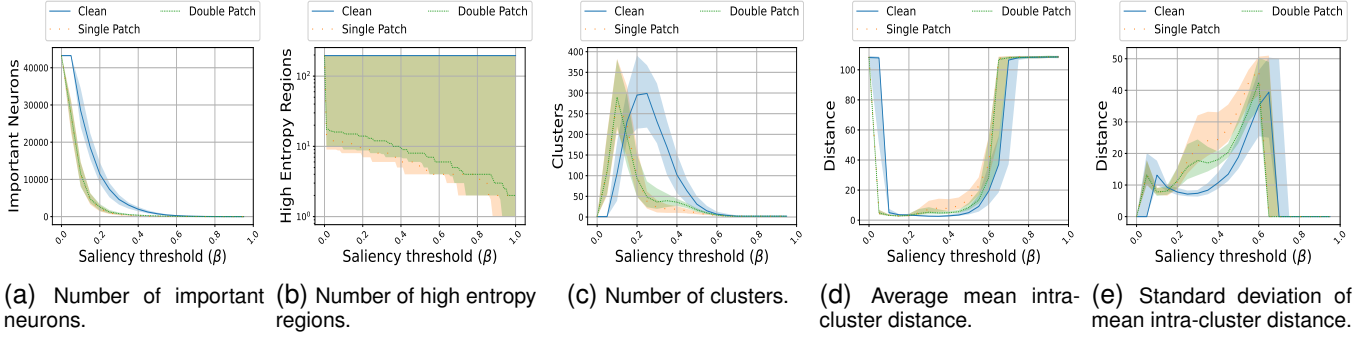 Clean
Double Patch
Single Patch
Important Neurons
40000
30000
20000
10000
0
0.0
0.2
0.4
0.6
0.8
1.0
Saliency threshold (β)
(a) Number of important
neurons.
Clean
Double Patch
Single Patch
High Entropy Regions
10²
10¹
10⁰
0.0
0.2
0.4
0.6
0.8
1.0
Saliency threshold (β)
(b) Number of high entropy
regions.
Clean
Double Patch
Single Patch
Clusters
400
350
300
250
200
150
100
50
0
0.0
0.2
0.4
0.6
0.8
1.0
Saliency threshold (β)
(c) Number of clusters.
Clean
Double Patch
Single Patch
Distance
100
80
60
40
20
0
0.0
0.2
0.4
0.6
0.8
1.0
Saliency threshold (β)
(d) Average mean intra-
cluster distance.
Clean
Double Patch
Single Patch
Distance
50
40
30
20
10
0
0.0
0.2
0.4
0.6
0.8
1.0
Saliency threshold (β)
(e) Standard deviation of
mean intra-cluster distance.